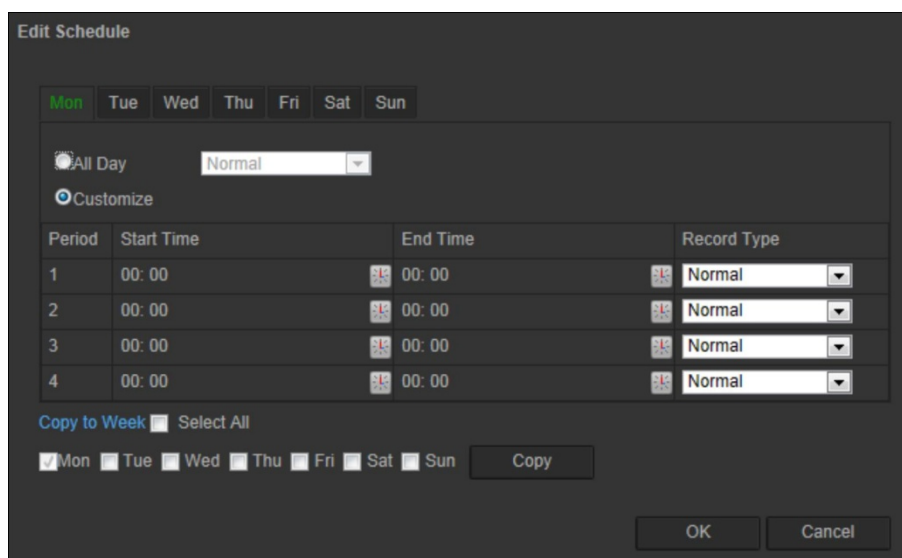 Edit Schedule
Mon Tue Wed Thu Fri Sat Sun
All Day Normal
Customize
Period Start Time End Time Record Type
1 00: 00 00: 00 Normal
2 00: 00 00: 00 Normal
3 00: 00 00: 00 Normal
4 00: 00 00: 00 Normal
Copy to Week Select All
Mon Tue Wed Thu Fri Sat Sun Copy
OK Cancel